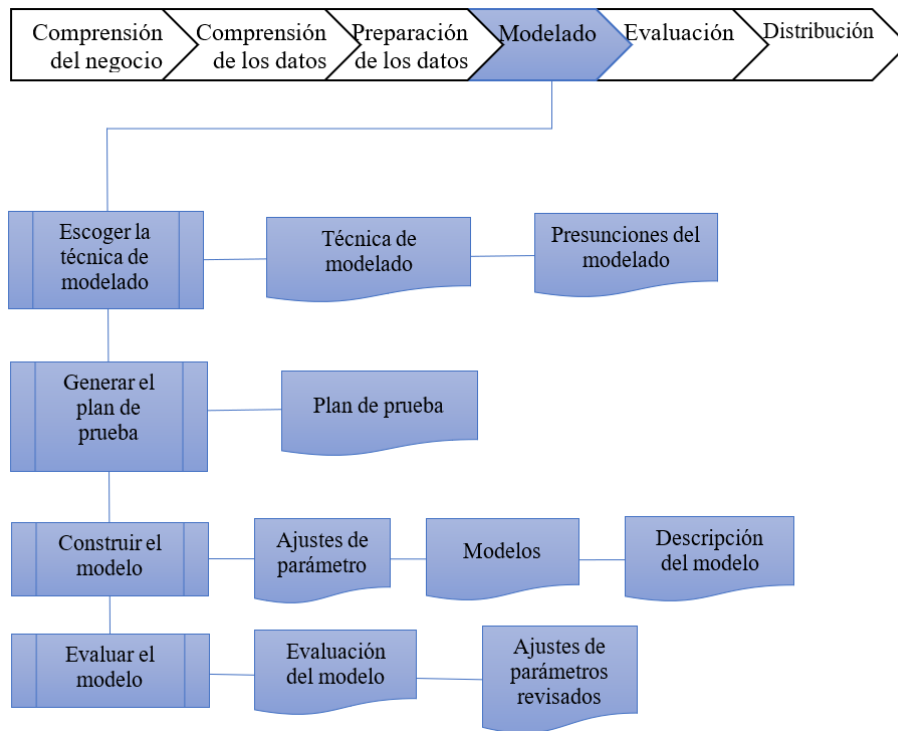 Comprensión
del negocio
Comprensión
de los datos
Preparación
de los datos
Modelado
Evaluación
Distribución
Escoger la
técnica de
modelado
Técnica de
modelado
Presunciones del
modelado
Generar el
plan de
prueba
Plan de prueba
Construir el
modelo
Ajustes de
parámetro
Modelos
Descripción
del modelo
Evaluar el
modelo
Evaluación
del modelo
Ajustes de
parámetros
revisados